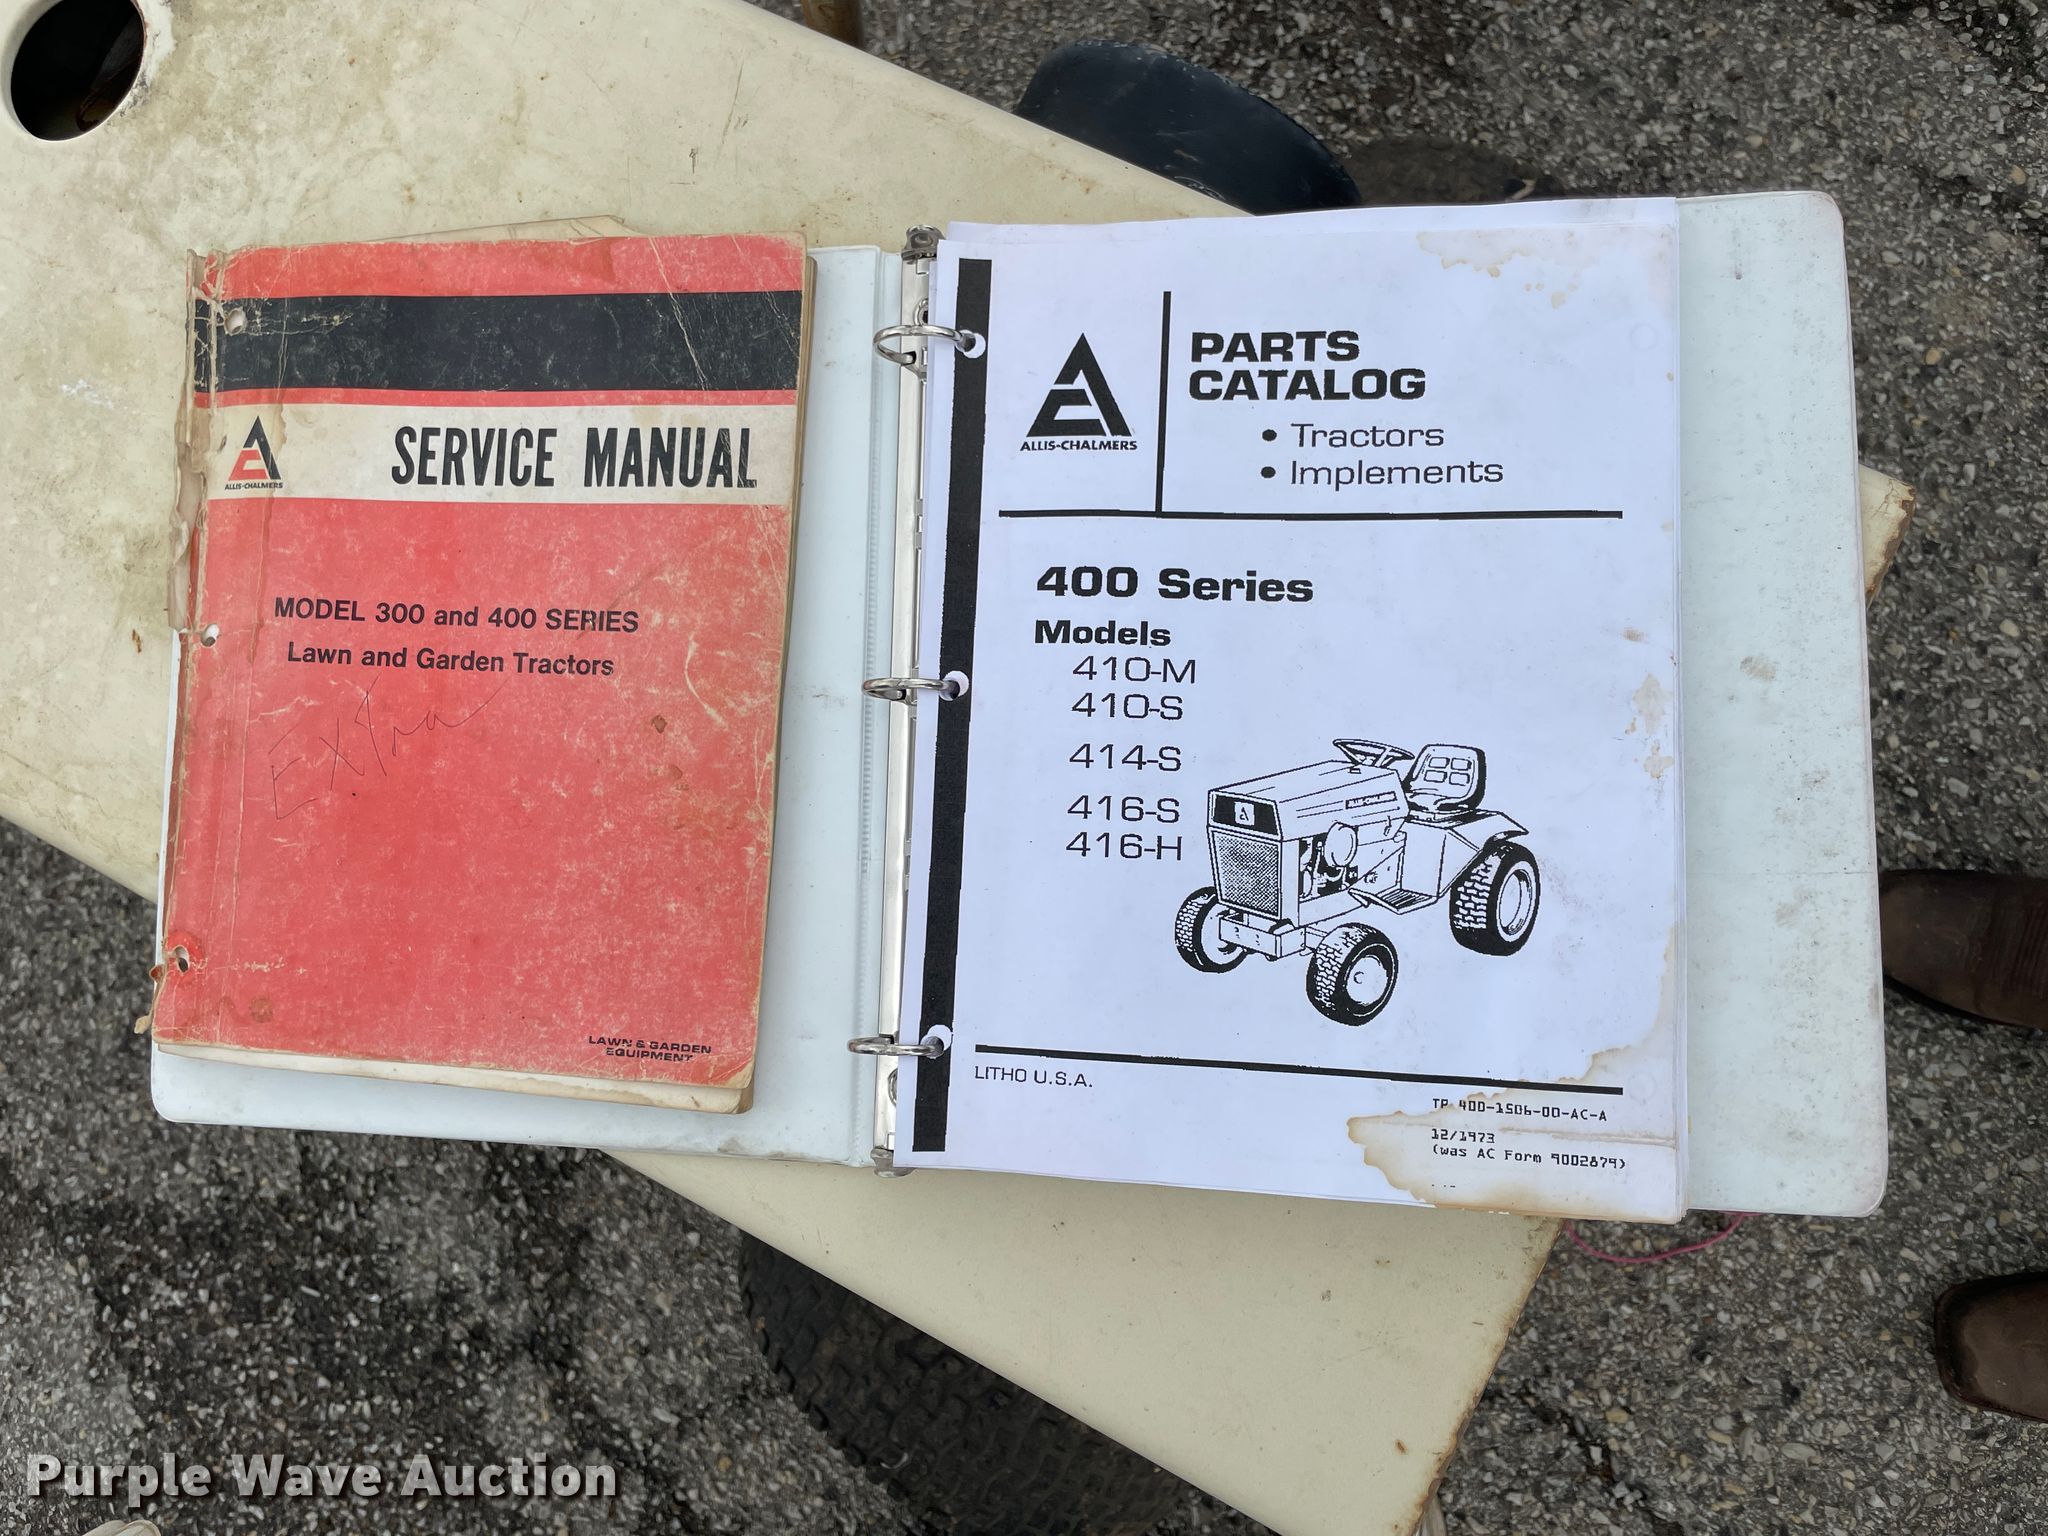 ALLIS-CHALMERS
SERVICE MANUAL
MODEL 300 and 400 SERIES
Lawn and Garden Tractors
Extra
LAWN & GARDEN
EQUIPMENT
ALLIS-CHALMERS
PARTS
CATALOG
• Tractors
• Implements
400 Series
Models
410-M
410-S
414-S
416-S
416-H
ALLIS-CHALMERS
LITHO U.S.A.
TP 400-1506-00-AC-A
12/1973
(was AC Form 9002879)
Purple Wave Auction